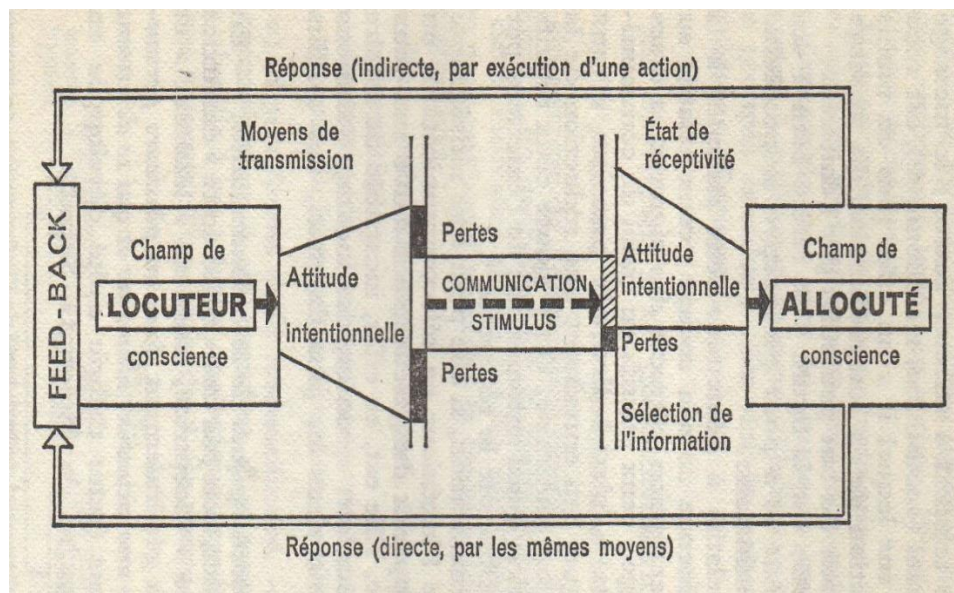 Réponse (indirecte, par exécution d'une action)
Moyens de
transmission
État de
réceptivité
FEED-BACK
Champ de
LOCUTEUR
conscience
Attitude
intentionnelle
Pertes
COMMUNICATION
STIMULUS
Pertes
Attitude
intentionnelle
Pertes
Sélection de
l'information
Champ de
ALLOCUTÉ
conscience
Réponse (directe, par les mêmes moyens)